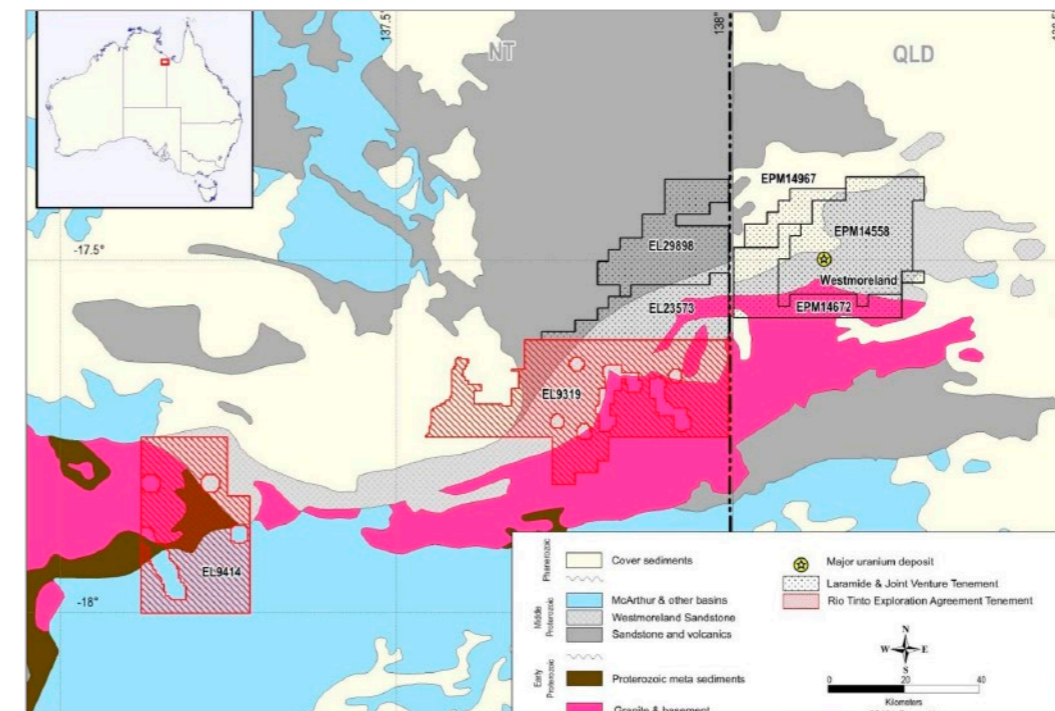 137.5°
138°
NT
QLD
EPM14967
EPM14558
EL29898
-17.5°
Westmoreland
EL23573
EPM14672
EL9319
EL9414
-18°
Phanerozoic
Cover sediments
Middle
Proterozoic
McArthur & other basins
Westmoreland Sandstone
Sandstone and volcanics
Early
Proterozoic
Proterozoic meta sediments
Granite & basement
Major uranium deposit
Laramide & Joint Venture Tenement
Rio Tinto Exploration Agreement Tenement
N
W E
S
0 20 40
Kilometers